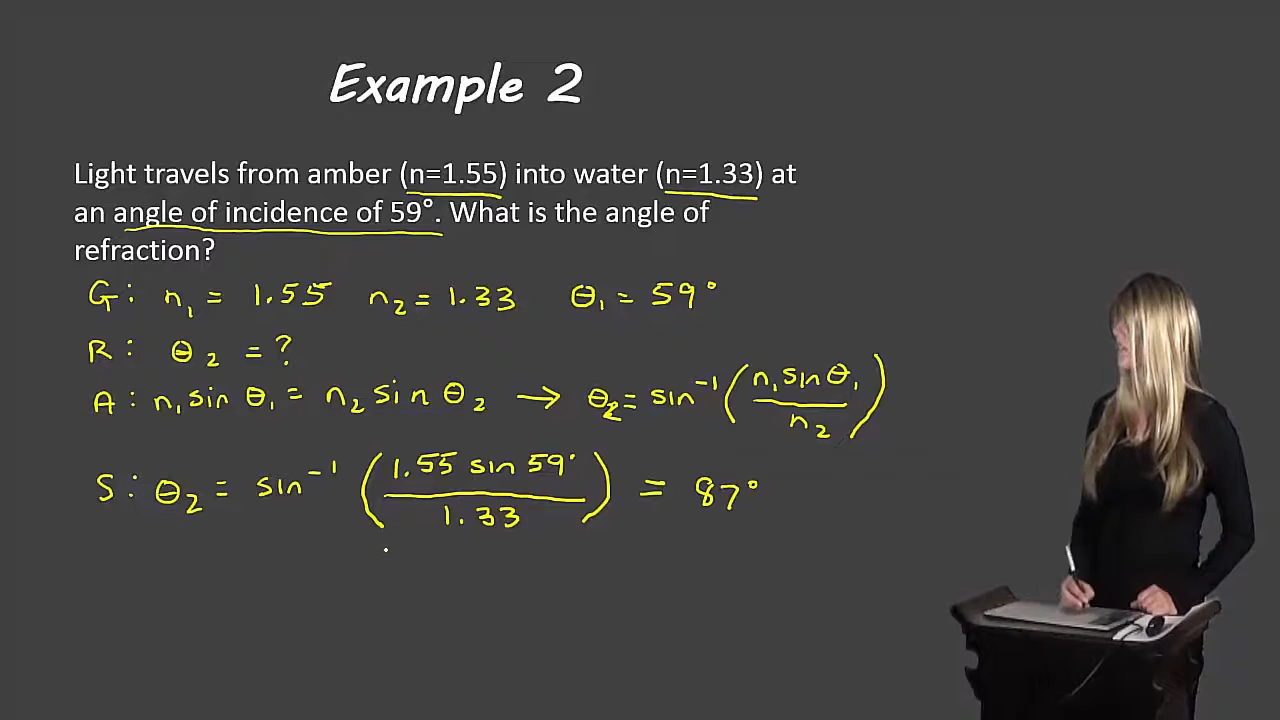 Example 2
Light travels from amber (n=1.55) into water (n=1.33) at
an angle of incidence of 59°. What is the angle of
refraction?
G: n₁ = 1.55 n₂ = 1.33 θ₁ = 59°
R: θ₂ = ?
A: n₁ sin θ₁ = n₂ sin θ₂ → θ₂ = sin⁻¹ (n₁ sin θ₁ / n₂)
S: θ₂ = sin⁻¹ (1.55 sin 59° / 1.33) = 87°